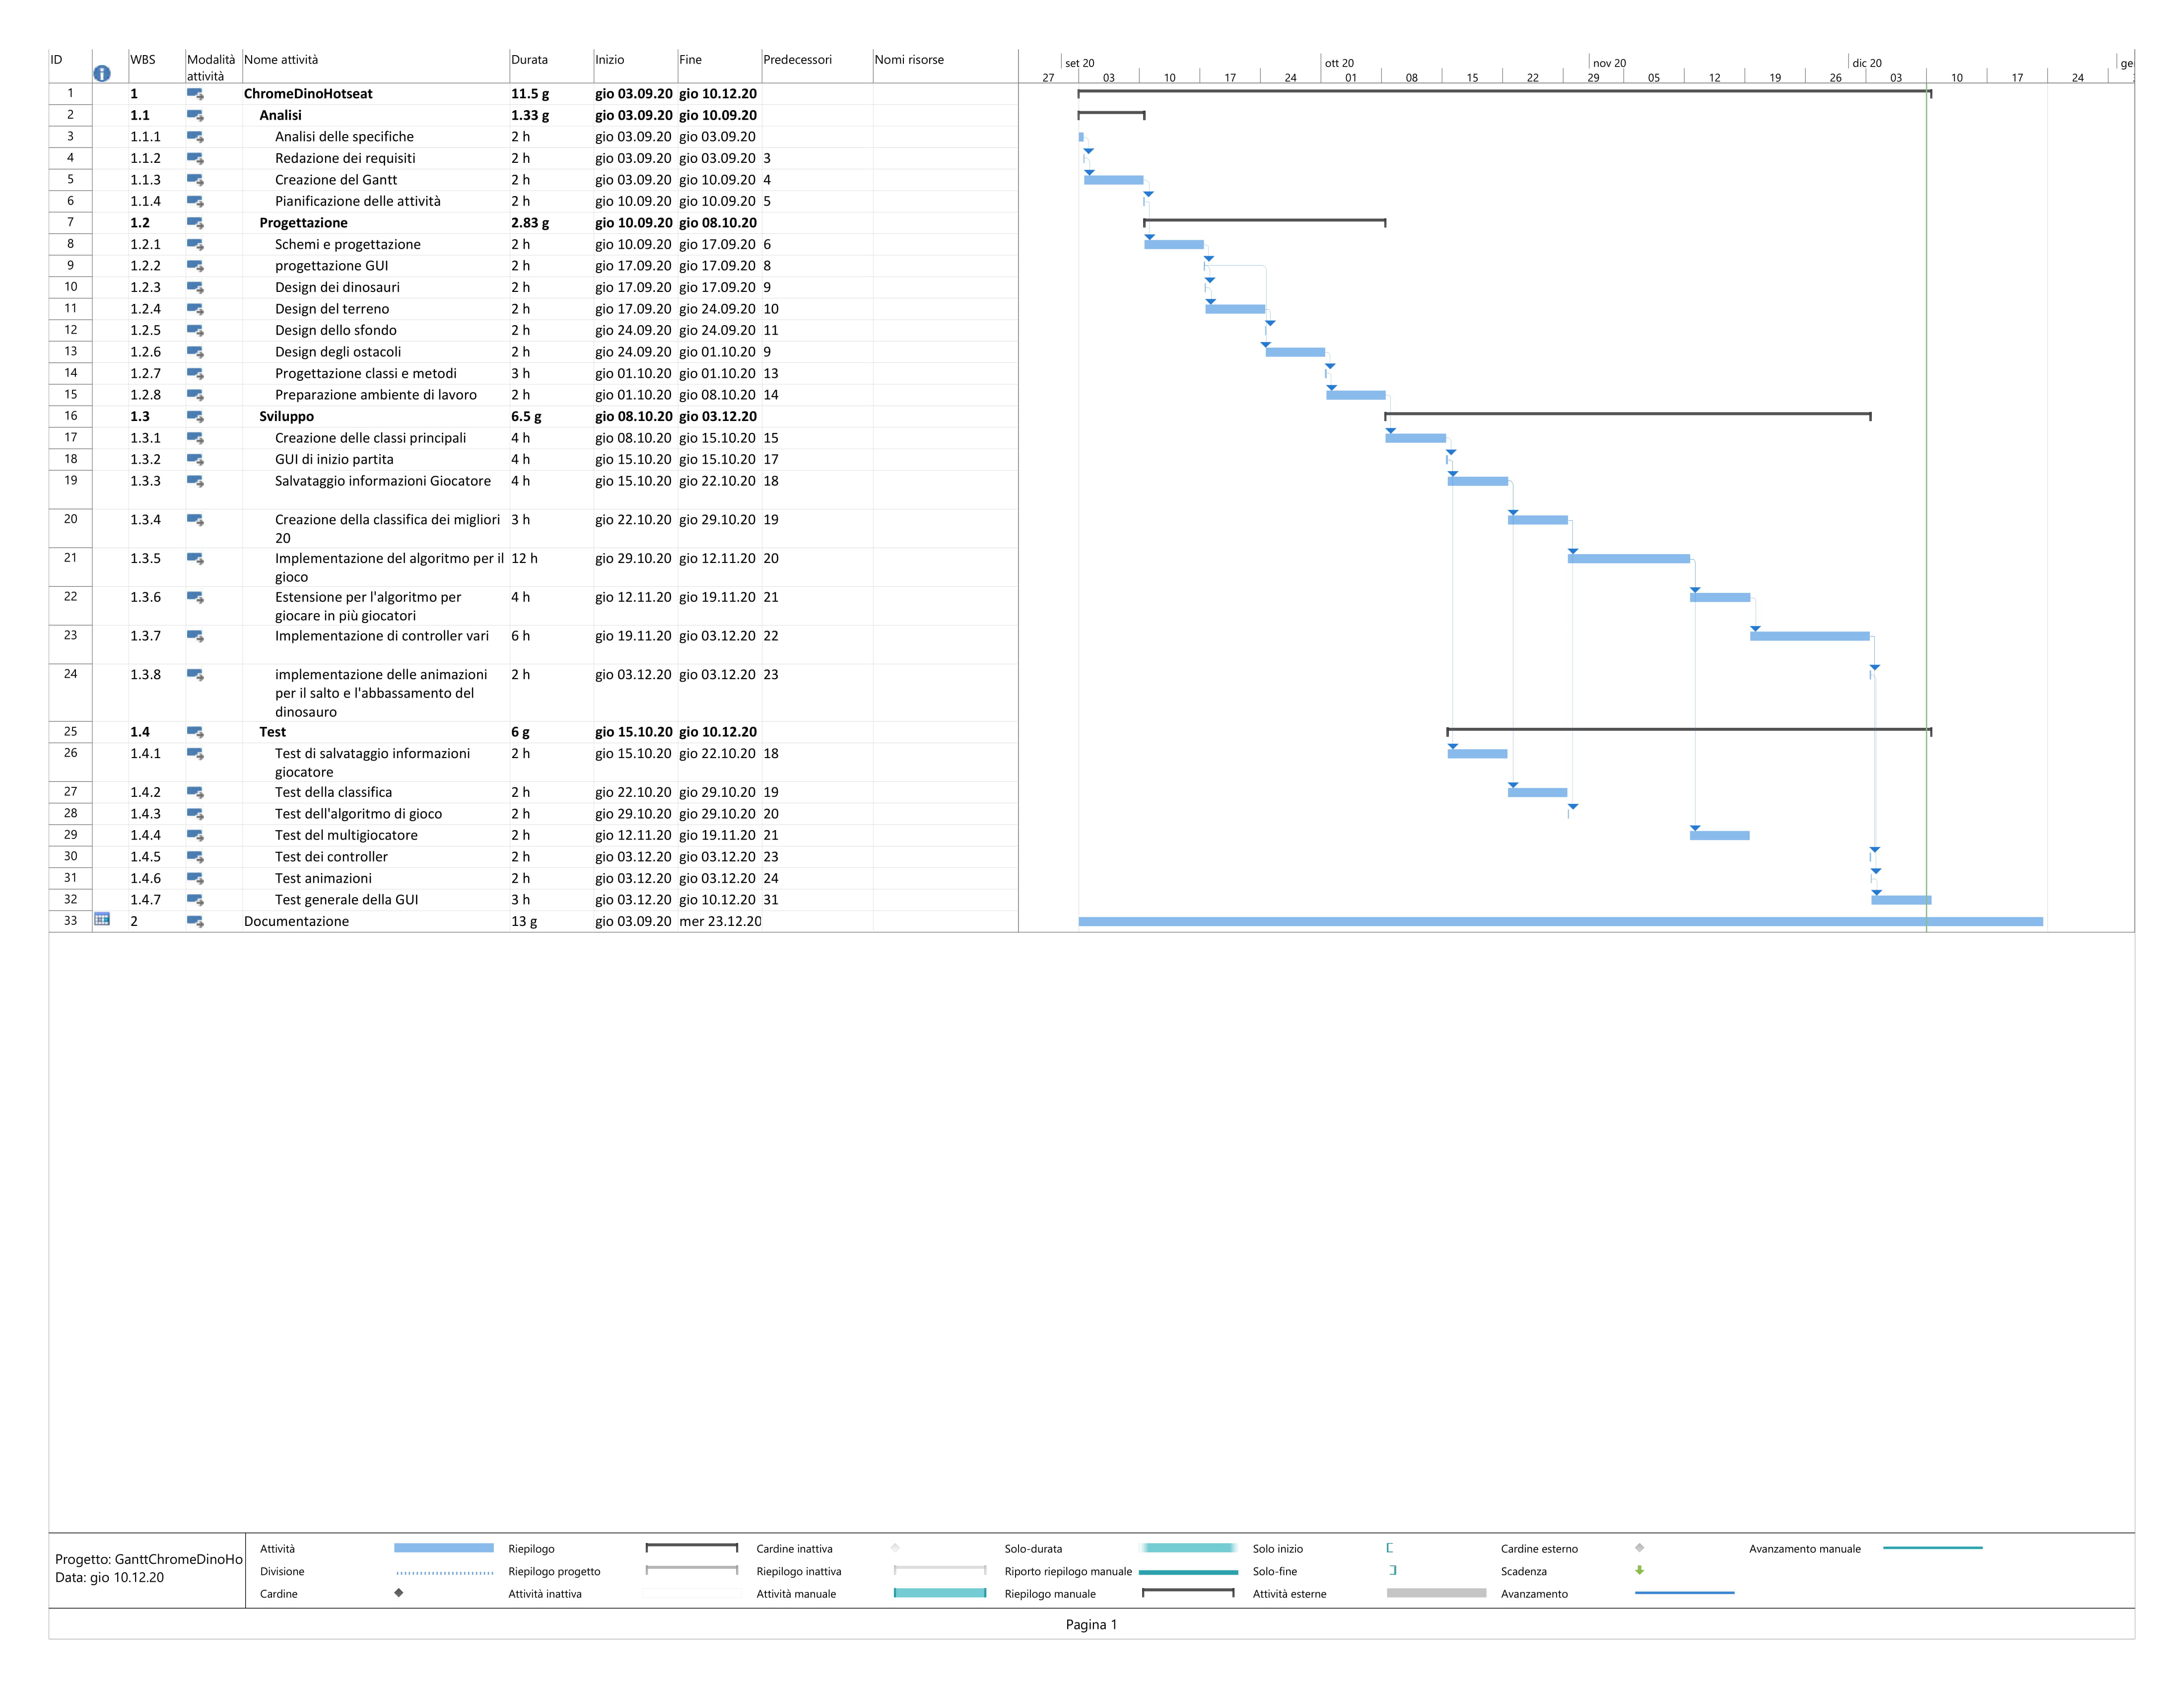 ID WBS Modalità attività Nome attività Durata Inizio Fine Predecessori Nomi risorse
set 20 ott 20 nov 20 dic 20 ge
27 03 10 17 24 01 08 15 22 29 05 12 19 26 03 10 17 24
1 1 ChromeDinoHotseat 11.5 g gio 03.09.20 gio 10.12.20
2 1.1 Analisi 1.33 g gio 03.09.20 gio 10.09.20
3 1.1.1 Analisi delle specifiche 2 h gio 03.09.20 gio 03.09.20
4 1.1.2 Redazione dei requisiti 2 h gio 03.09.20 gio 03.09.20 3
5 1.1.3 Creazione del Gantt 2 h gio 03.09.20 gio 10.09.20 4
6 1.1.4 Pianificazione delle attività 2 h gio 10.09.20 gio 10.09.20 5
7 1.2 Progettazione 2.83 g gio 10.09.20 gio 08.10.20
8 1.2.1 Schemi e progettazione 2 h gio 10.09.20 gio 17.09.20 6
9 1.2.2 progettazione GUI 2 h gio 17.09.20 gio 17.09.20 8
10 1.2.3 Design dei dinosauri 2 h gio 17.09.20 gio 17.09.20 9
11 1.2.4 Design del terreno 2 h gio 17.09.20 gio 24.09.20 10
12 1.2.5 Design dello sfondo 2 h gio 24.09.20 gio 24.09.20 11
13 1.2.6 Design degli ostacoli 2 h gio 24.09.20 gio 01.10.20 9
14 1.2.7 Progettazione classi e metodi 3 h gio 01.10.20 gio 01.10.20 13
15 1.2.8 Preparazione ambiente di lavoro 2 h gio 01.10.20 gio 08.10.20 14
16 1.3 Sviluppo 6.5 g gio 08.10.20 gio 03.12.20
17 1.3.1 Creazione delle classi principali 4 h gio 08.10.20 gio 15.10.20 15
18 1.3.2 GUI di inizio partita 4 h gio 15.10.20 gio 15.10.20 17
19 1.3.3 Salvataggio informazioni Giocatore 4 h gio 15.10.20 gio 22.10.20 18
20 1.3.4 Creazione della classifica dei migliori 3 h gio 22.10.20 gio 29.10.20 19
20
21 1.3.5 Implementazione del algoritmo per il 12 h gio 29.10.20 gio 12.11.20 20
gioco
22 1.3.6 Estensione per l'algoritmo per 4 h gio 12.11.20 gio 19.11.20 21
giocare in più giocatori
23 1.3.7 Implementazione di controller vari 6 h gio 19.11.20 gio 03.12.20 22
24 1.3.8 implementazione delle animazioni 2 h gio 03.12.20 gio 03.12.20 23
per il salto e l'abbassamento del
dinosauro
25 1.4 Test 6 g gio 15.10.20 gio 10.12.20
26 1.4.1 Test di salvataggio informazioni 2 h gio 15.10.20 gio 22.10.20 18
giocatore
27 1.4.2 Test della classifica 2 h gio 22.10.20 gio 29.10.20 19
28 1.4.3 Test dell'algoritmo di gioco 2 h gio 29.10.20 gio 29.10.20 20
29 1.4.4 Test del multigiocatore 2 h gio 12.11.20 gio 19.11.20 21
30 1.4.5 Test dei controller 2 h gio 03.12.20 gio 03.12.20 23
31 1.4.6 Test animazioni 2 h gio 03.12.20 gio 03.12.20 24
32 1.4.7 Test generale della GUI 3 h gio 03.12.20 gio 10.12.20 31
33 2 Documentazione 13 g gio 03.09.20 mer 23.12.20
Progetto: GanttChromeDinoHo
Data: gio 10.12.20
Attività Riepilogo Cardine inattiva Solo-durata Solo inizio Cardine esterno Avanzamento manuale
Divisione Riepilogo progetto Riepilogo inattiva Riporto riepilogo manuale Solo-fine Scadenza
Cardine Attività inattiva Attività manuale Riepilogo manuale Attività esterne Avanzamento
Pagina 1